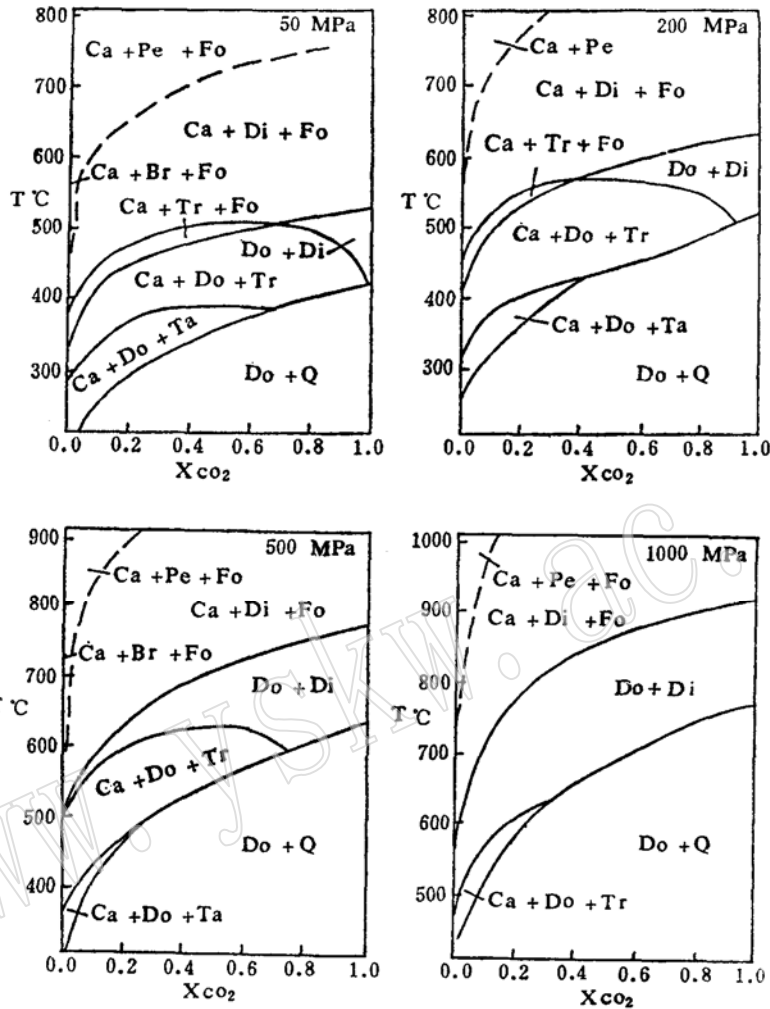 50 MPa
800
Ca +Pe +Fo
700
Ca + Di + Fo
600
Ca + Br + Fo
T ℃
Ca +Tr +Fo
500
Do + Di
Ca + Do +Tr
400
Ca +Do +Ta
300
Do + Q
0.0 0.2 0.4 0.6 0.8 1.0
Xco₂
200 MPa
800
Ca + Pe
Ca + Di + Fo
700
Ca + Tr + Fo
600
Do + Di
T ℃
500
Ca + Do + Tr
400
Ca+Do +Ta
300
Do + Q
0.0 0.2 0.4 0.6 0.8 1.0
Xco₂
500 MPa
900
Ca +Pe +Fo
800
Ca +Di +Fo
Ca +Br +Fo
700
Do + Di
℃
600
Ca +Do +Tr
500
Do + Q
400
Ca +Do +Ta
0.0 0.2 0.4 0.6 0.8 1.0
Xco₂
1000 MPa
1000
Ca + Pe + Fo
900
Ca + Di +Fo
800
T ℃
Do + Di
700
600
Do + Q
500
Ca +Do +Tr
0.0 0.2 0.4 0.6 0.8 1.0
Xco₂
ww.yskw.ac.